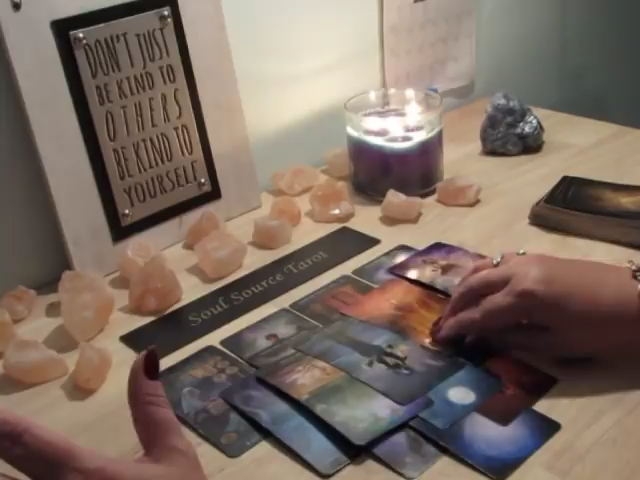 DON'T JUST
BE KIND TO
OTHERS
BE KIND TO
YOURSELF
Soul Source Tarot